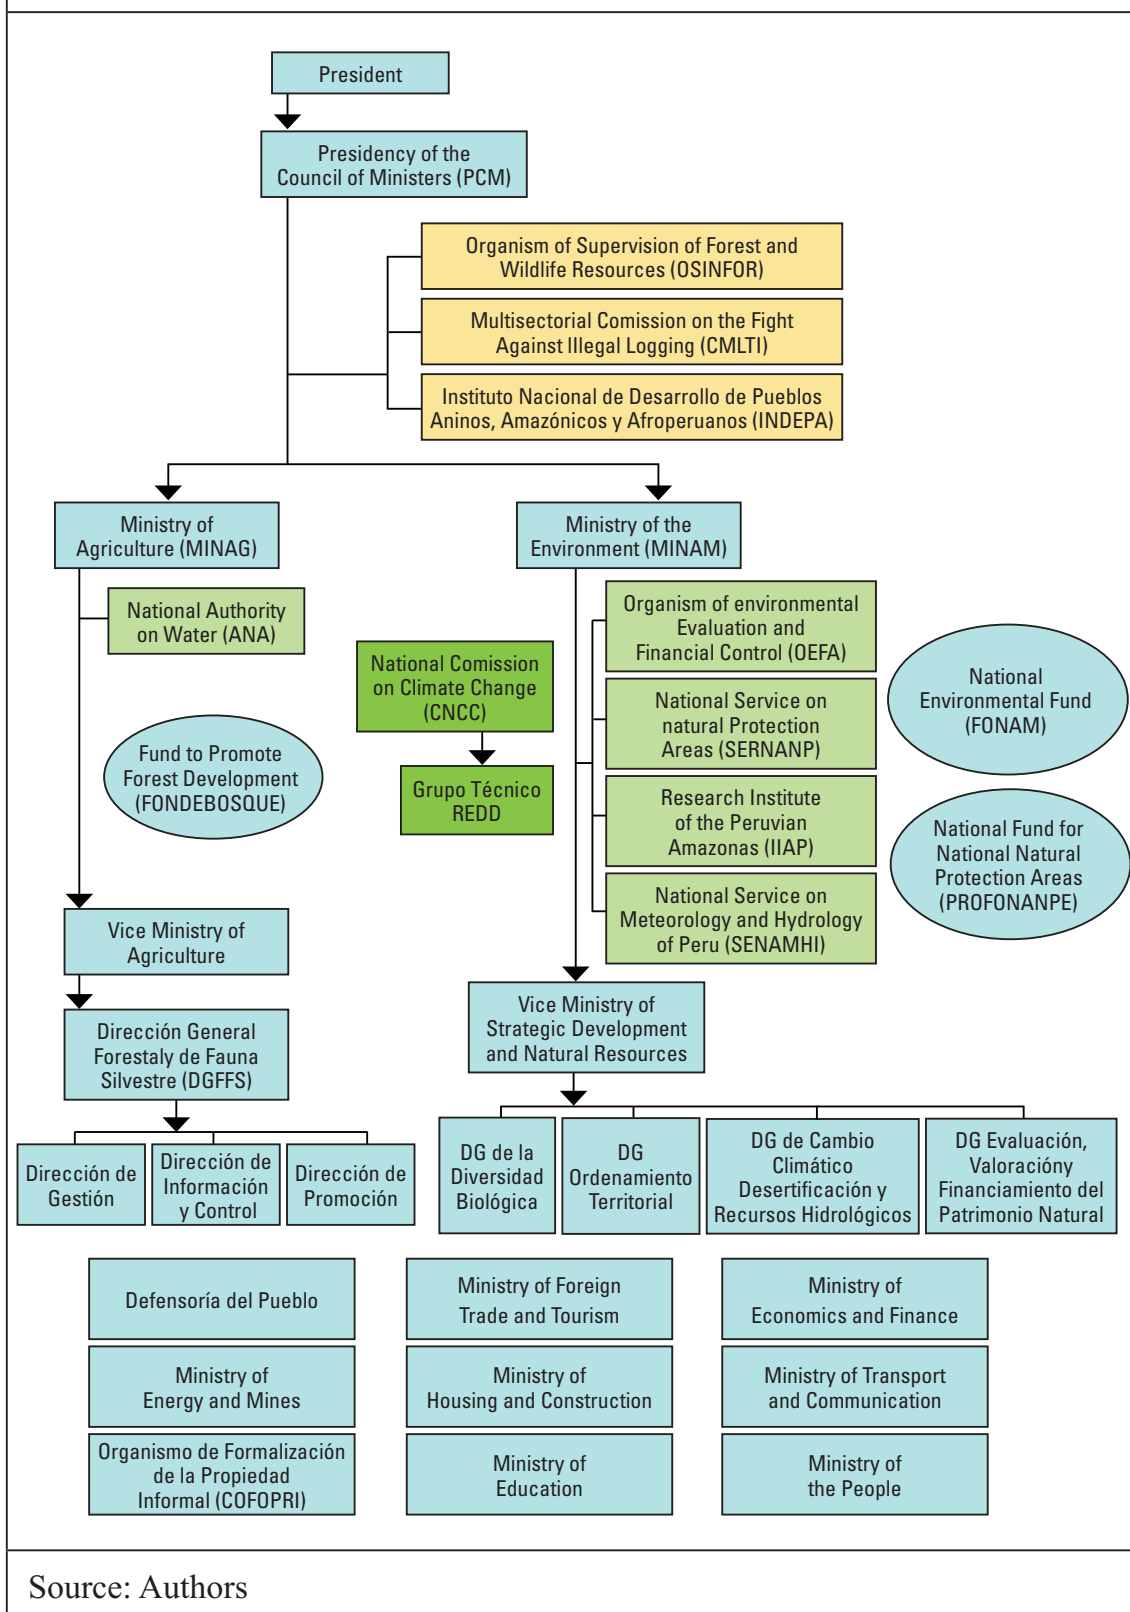 President
Presidency of the
Council of Ministers (PCM)
Organism of Supervision of Forest and
Wildlife Resources (OSINFOR)
Multisectorial Comission on the Fight
Against Illegal Logging (CMLTI)
Instituto Nacional de Desarrollo de Pueblos
Aninos, Amazónicos y Afroperuanos (INDEPA)
Ministry of
Agriculture (MINAG)
Ministry of the
Environment (MINAM)
National Authority
on Water (ANA)
Organism of environmental
Evaluation and
Financial Control (OEFA)
National Comission
on Climate Change
(CNCC)
National
Environmental Fund
(FONAM)
National Service on
natural Protection
Areas (SERNANP)
Fund to Promote
Forest Development
(FONDEBOSQUE)
Grupo Técnico
REDD
Research Institute
of the Peruvian
Amazonas (IIAP)
National Fund for
National Natural
Protection Areas
(PROFONANPE)
National Service on
Meteorology and Hydrology
of Peru (SENAMHI)
Vice Ministry of
Agriculture
Vice Ministry of
Strategic Development
and Natural Resources
Dirección General
Forestaly de Fauna
Silvestre (DGFFS)
Dirección de
Gestión
Dirección de
Información
y Control
Dirección de
Promoción
DG de la
Diversidad
Biológica
DG
Ordenamiento
Territorial
DG de Cambio
Climático
Desertificación y
Recursos Hidrológicos
DG Evaluación,
Valoracióny
Financiamiento del
Patrimonio Natural
Defensoría del Pueblo
Ministry of Foreign
Trade and Tourism
Ministry of
Economics and Finance
Ministry of
Energy and Mines
Ministry of
Housing and Construction
Ministry of Transport
and Communication
Organismo de Formalización
de la Propiedad
Informal (COFOPRI)
Ministry of
Education
Ministry of
the People
Source: Authors